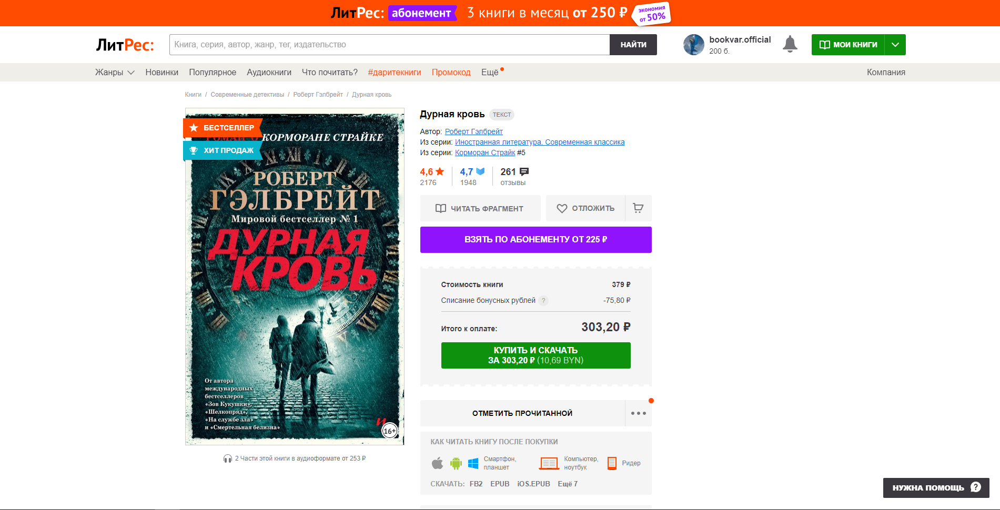 ЛитРес: абонемент 3 книги в месяц от 250 ₽ экономия от 50%
ЛитРес:
Книга, серия, автор, жанр, тег, издательство
НАЙТИ
bookvar.official
200 б.
МОИ КНИГИ
Жанры Новинки Популярное Аудиокниги Что почитать? #даритекниги Промокод Ещё Компания
Книги / Современные детективы / Роберт Гэлбрейт / Дурная кровь
БЕСТСЕЛЛЕР
РОМАН О КОРМОРАНЕ СТРАЙКЕ
ХИТ ПРОДАЖ
РОБЕРТ
ГЭЛБРЕЙТ
Мировой бестселлер № 1
ДУРНАЯ
КРОВЬ
От автора
международных
бестселлеров
«Зов Кукушки»,
«Шелкопряд»,
«На службе зла»
и «Смертельная белизна»
и
16+
2 Части этой книги в аудиоформате от 253 ₽
Дурная кровь ТЕКСТ
Автор: Роберт Гэлбрейт
Из серии: Иностранная литература. Современная классика
Из серии: Корморан Страйк #5
4,6 4,7 261
2176 1948 отзывы
ЧИТАТЬ ФРАГМЕНТ ОТЛОЖИТЬ
ВЗЯТЬ ПО АБОНЕМЕНТУ ОТ 225 ₽
Стоимость книги 379 ₽
Списание бонусных рублей ? -75,80 ₽
Итого к оплате: 303,20 ₽
КУПИТЬ И СКАЧАТЬ
ЗА 303,20 ₽ (10,69 BYN)
ОТМЕТИТЬ ПРОЧИТАННОЙ
КАК ЧИТАТЬ КНИГУ ПОСЛЕ ПОКУПКИ
Смартфон,
планшет
Компьютер,
ноутбук
Ридер
СКАЧАТЬ: FB2 EPUB iOS.EPUB Ещё 7
НУЖНА ПОМОЩЬ ?